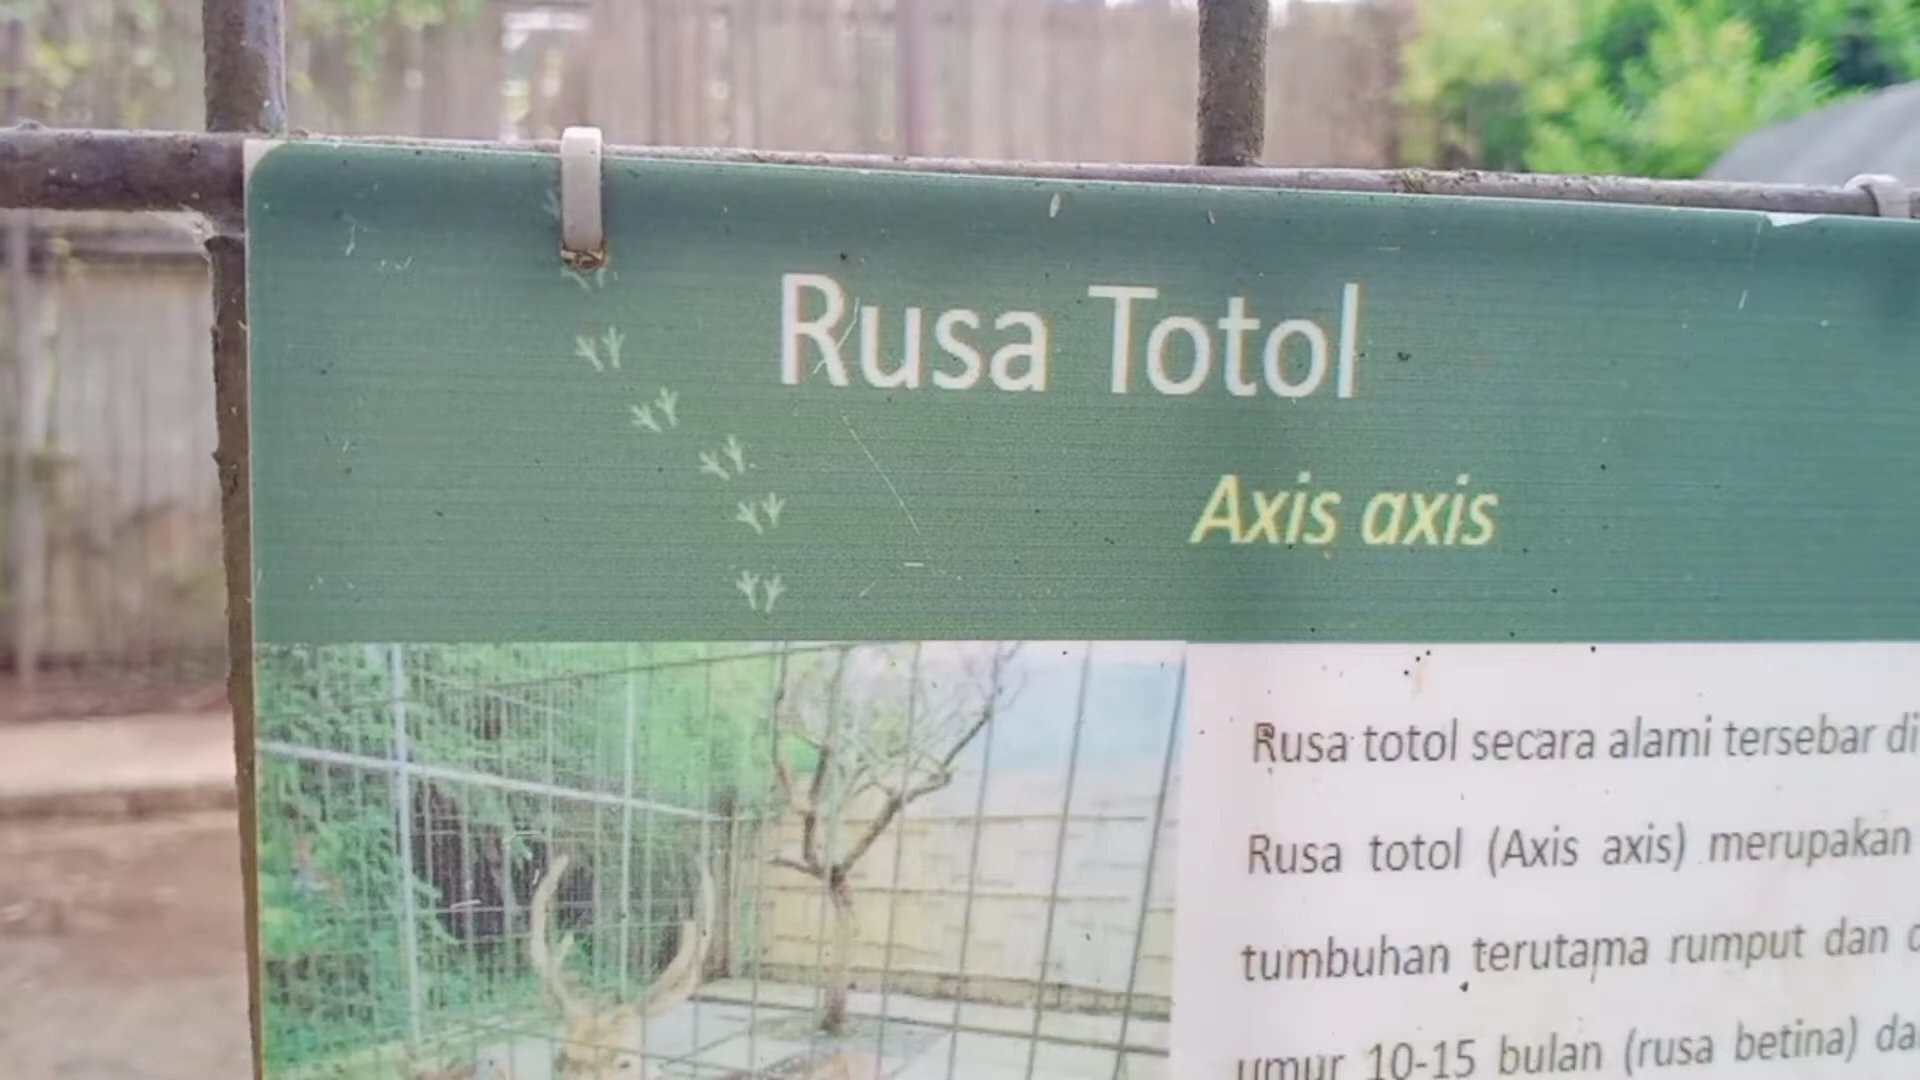 Rusa Totol
Axis axis
Rusa totol secara alami tersebar di
Rusa totol (Axis axis) merupakan
tumbuhan terutama rumput dan
umur 10-15 bulan (rusa betina)